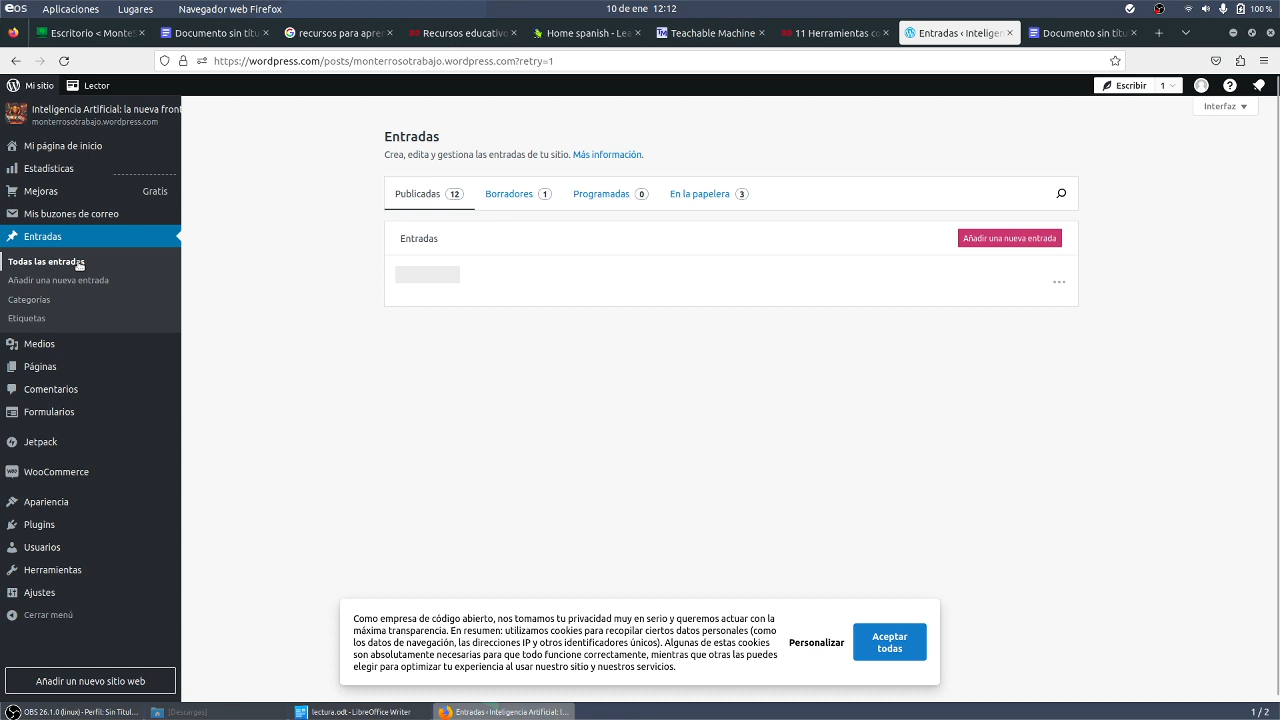 Aplicaciones Lugares Navegador web Firefox 10 de ene 12:12 100 %
Escritorio < MonteS Documento sin títu recursos para apre Recursos educativo Home spanish - Lea Teachable Machine 11 Herramientas co Entradas ‹ Inteligen Documento sin títu
https://wordpress.com/posts/monterrosotrabajo.wordpress.com?retry=1
Mi sitio Lector Escribir 1
Inteligencia Artificial: la nueva front
monterrosotrabajo.wordpress.com
Interfaz
Mi página de inicio
Estadísticas
Mejoras Gratis
Mis buzones de correo
Entradas
Todas las entradas
Añadir una nueva entrada
Categorías
Etiquetas
Medios
Páginas
Comentarios
Formularios
Jetpack
WooCommerce
Apariencia
Plugins
Usuarios
Herramientas
Ajustes
Cerrar menú
Añadir un nuevo sitio web
Entradas
Crea, edita y gestiona las entradas de tu sitio. Más información.
Publicadas 12 Borradores 1 Programadas 0 En la papelera 3
Entradas Añadir una nueva entrada
Como empresa de código abierto, nos tomamos tu privacidad muy en serio y queremos actuar con la
máxima transparencia. En resumen: utilizamos cookies para recopilar ciertos datos personales (como
los datos de navegación, las direcciones IP y otros identificadores únicos). Algunas de estas cookies
son absolutamente necesarias para que todo funcione correctamente, mientras que otras las puedes
elegir para optimizar tu experiencia al usar nuestro sitio y nuestros servicios.
Personalizar
Aceptar
todas
OBS 26.1.0 (linux) - Perfil: Sin Títul... [Descargas] lectura.odt - LibreOffice Writer Entradas ‹ Inteligencia Artificial: l... 1 / 2